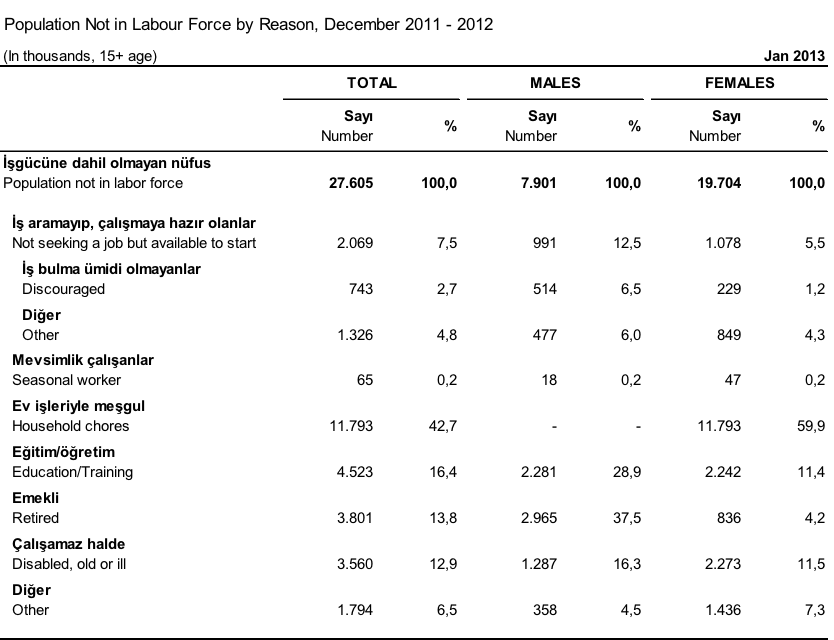 Population Not in Labour Force by Reason, December 2011 - 2012
(In thousands, 15+ age) Jan 2013
TOTAL MALES FEMALES
Sayı Sayı Sayı
Number % Number % Number %
İşgücüne dahil olmayan nüfus
Population not in labor force 27.605 100,0 7.901 100,0 19.704 100,0
İş aramayıp, çalışmaya hazır olanlar
Not seeking a job but available to start 2.069 7,5 991 12,5 1.078 5,5
İş bulma ümidi olmayanlar
Discouraged 743 2,7 514 6,5 229 1,2
Diğer
Other 1.326 4,8 477 6,0 849 4,3
Mevsimlik çalışanlar
Seasonal worker 65 0,2 18 0,2 47 0,2
Ev işleriyle meşgul
Household chores 11.793 42,7 - - 11.793 59,9
Eğitim/öğretim
Education/Training 4.523 16,4 2.281 28,9 2.242 11,4
Emekli
Retired 3.801 13,8 2.965 37,5 836 4,2
Çalışamaz halde
Disabled, old or ill 3.560 12,9 1.287 16,3 2.273 11,5
Diğer
Other 1.794 6,5 358 4,5 1.436 7,3